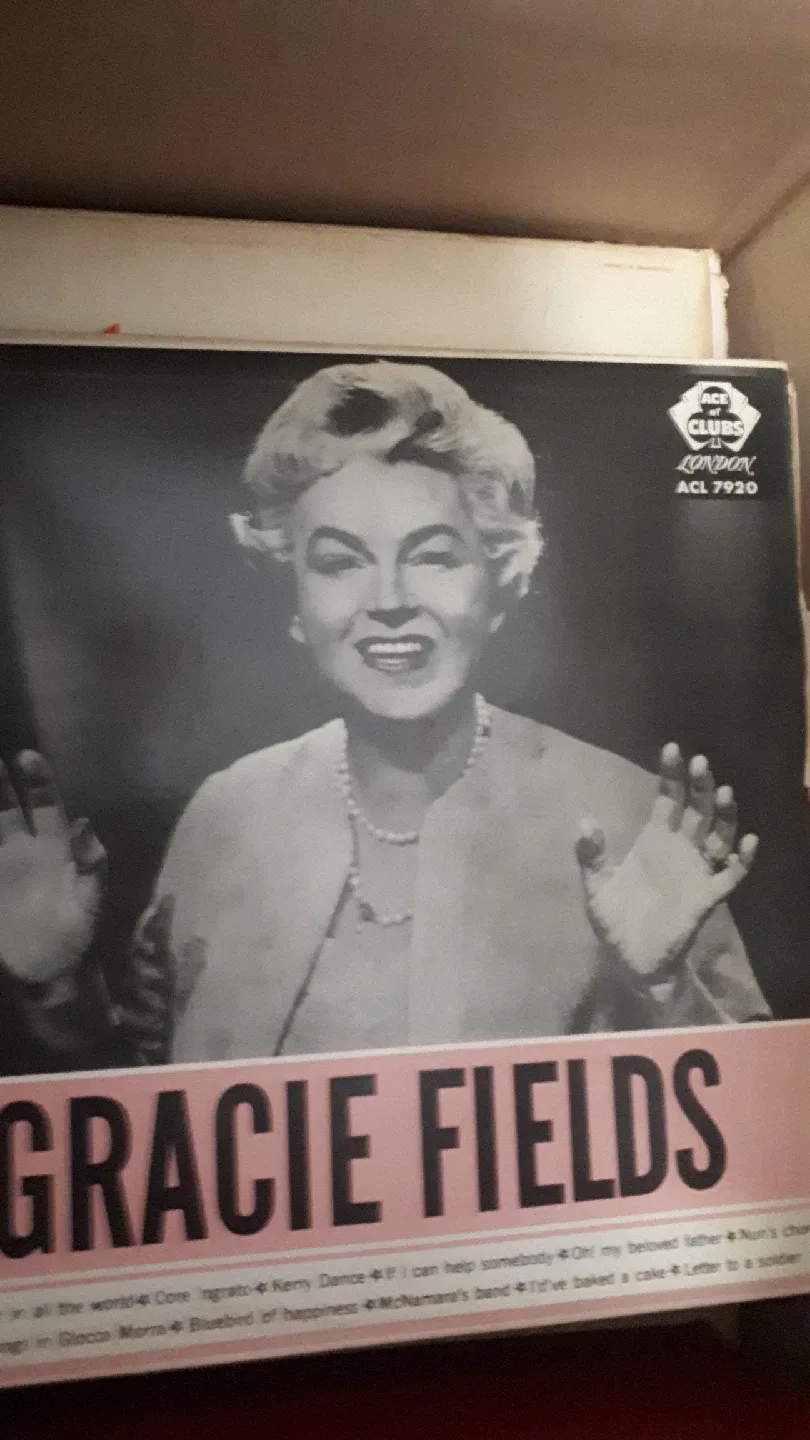 ACE
of
CLUBS
LONDON
ACL 7920
GRACIE FIELDS
in all the world ✤ Core 'ngrato ✤ Kerry Dance ✤ If I can help somebody ✤ Oh! my beloved father ✤ Nun's
in Glocca Morra ✤ Bluebird of happiness ✤ McNamara's band ✤ I'd've baked a cake ✤ Letter to a soldier